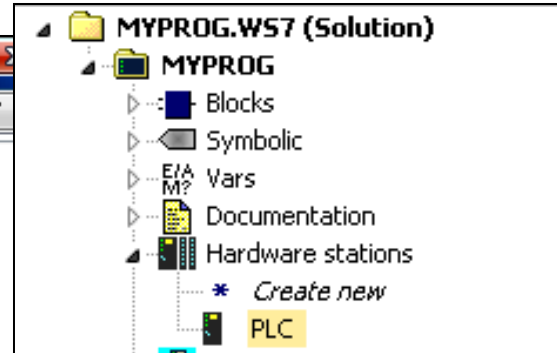 MYPROG.WS7 (Solution)
MYPROG
Blocks
Symbolic
E/A
M? Vars
Documentation
Hardware stations
* Create new
PLC